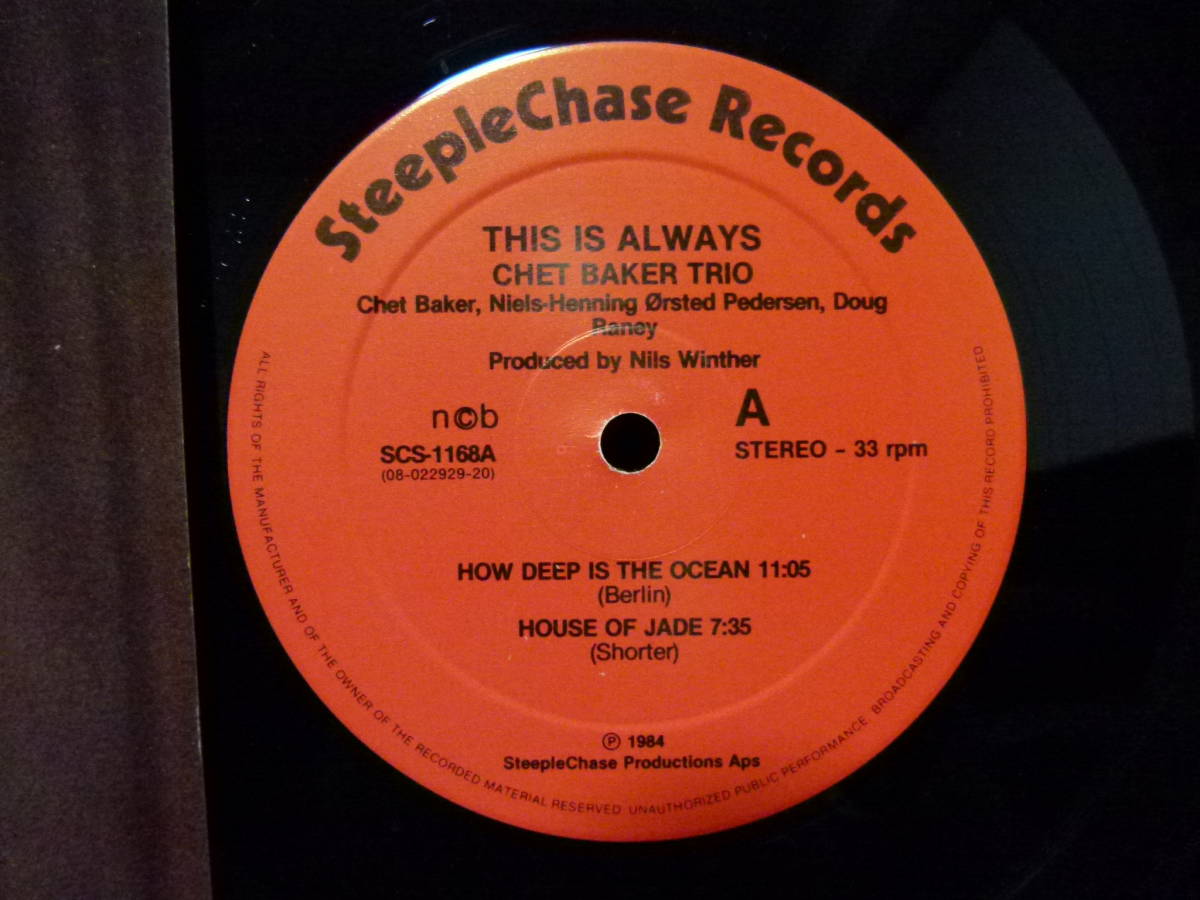 SteepleChase Records
THIS IS ALWAYS
CHET BAKER TRIO
Chet Baker, Niels-Henning Ørsted Pedersen, Doug
Raney
Produced by Nils Winther
n©b
A
SCS-1168A
STEREO - 33 rpm
(08-022929-20)
HOW DEEP IS THE OCEAN 11:05
(Berlin)
HOUSE OF JADE 7:35
(Shorter)
Ⓟ 1984
SteepleChase Productions Aps
ALL RIGHTS OF THE MANUFACTURER AND OF THE OWNER OF THE RECORDED MATERIAL RESERVED UNAUTHORIZED PUBLIC PERFORMANCE BROADCASTING AND COPYING OF THIS RECORD PROHIBITED